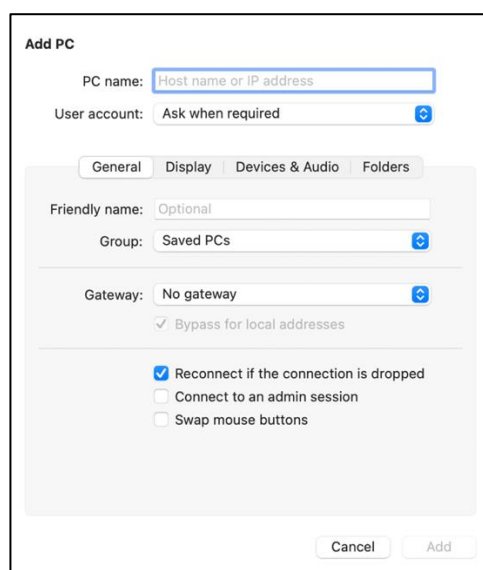 Add PC
PC name: Host name or IP address
User account: Ask when required
General Display Devices & Audio Folders
Friendly name: Optional
Group: Saved PCs
Gateway: No gateway
Bypass for local addresses
Reconnect if the connection is dropped
Connect to an admin session
Swap mouse buttons
Cancel Add